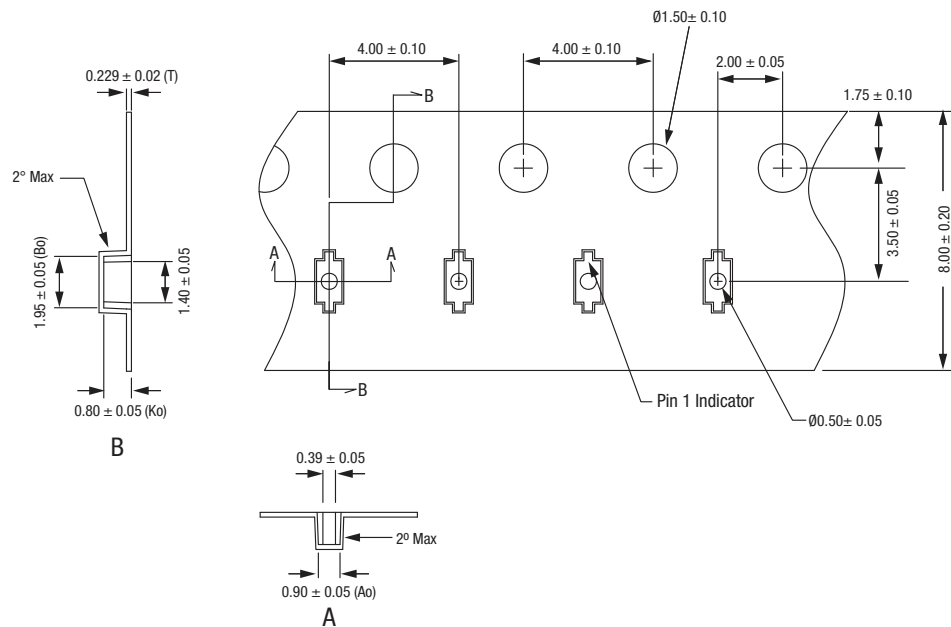 Ø1.50± 0.10
4.00 ± 0.10
4.00 ± 0.10
2.00 ± 0.05
0.229 ± 0.02 (T)
B
1.75 ± 0.10
2° Max
3.50 ± 0.05
8.00 ± 0.20
A
A
1.95 ± 0.05 (Bo)
1.40 ± 0.05
B
Pin 1 Indicator
0.80 ± 0.05 (Ko)
Ø0.50± 0.05
B
0.39 ± 0.05
2º Max
0.90 ± 0.05 (Ao)
A